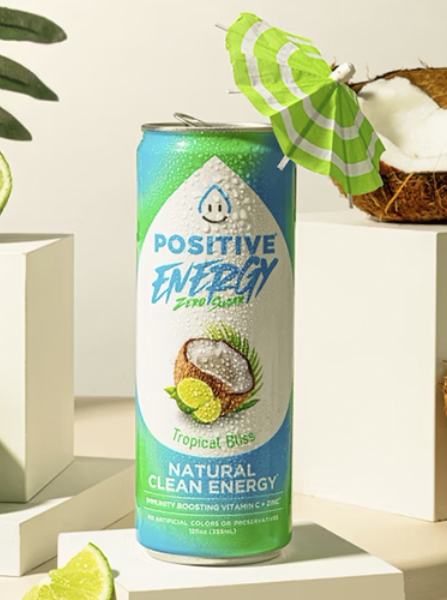 POSITIVE
ENERGY
ZERO SUGAR
Tropical Bliss
NATURAL
CLEAN ENERGY
IMMUNITY BOOSTING VITAMIN C + ZINC
NO ARTIFICIAL COLORS OR PRESERVATIVES
12floz (355mL)